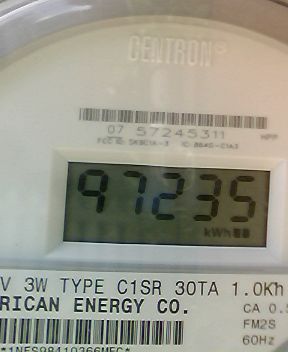 CENTRON®
07 57245311
HPP
97235
kWh
V 3W TYPE C1SR 30TA 1.0Kh
RICAN ENERGY CO.
CA 0.5
FM2S
60Hz